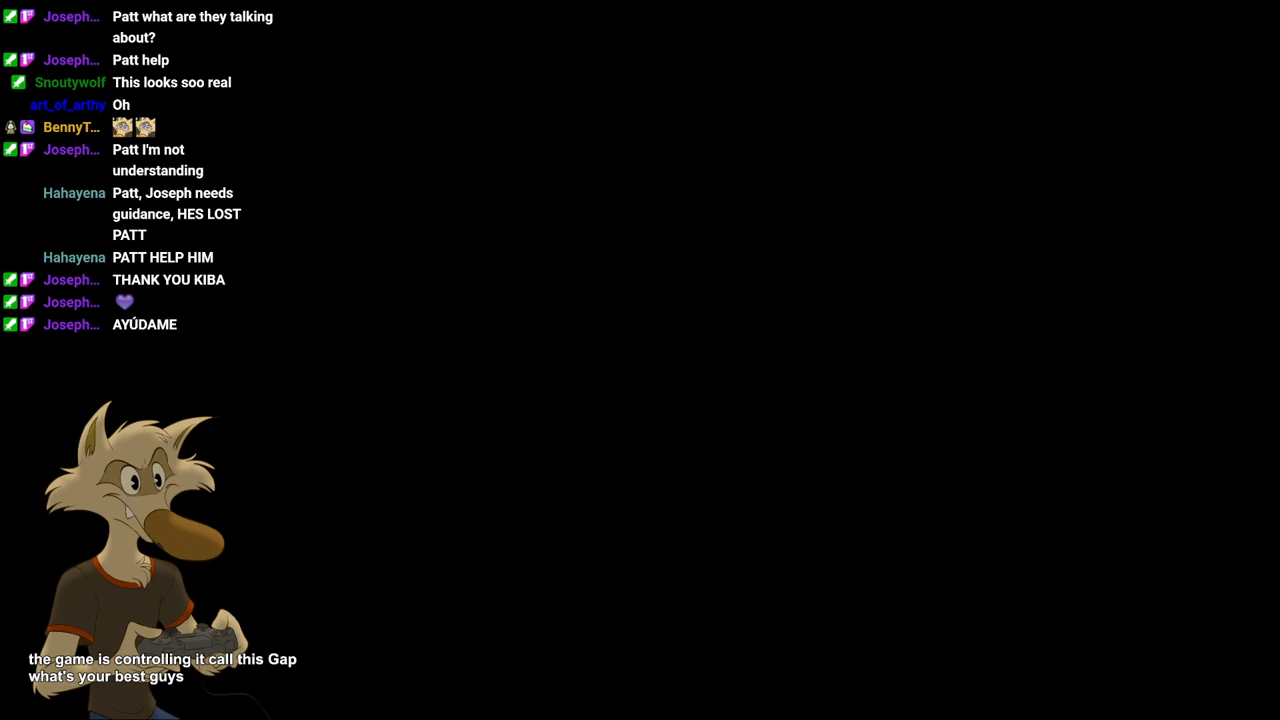 Joseph... Patt what are they talking
about?
Joseph... Patt help
Snoutywolf This looks soo real
art_of_arthy Oh
BennyT...
Joseph... Patt I'm not
understanding
Hahayena Patt, Joseph needs
guidance, HES LOST
PATT
Hahayena PATT HELP HIM
Joseph... THANK YOU KIBA
Joseph...
Joseph... AYÚDAME
the game is controlling it call this Gap
what's your best guys